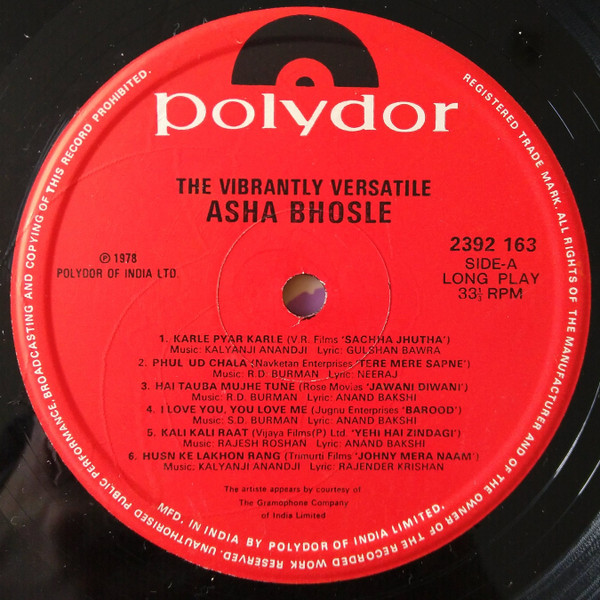 polydor
THE VIBRANTLY VERSATILE
ASHA BHOSLE
℗ 1978
POLYDOR OF INDIA LTD.
2392 163
SIDE-A
LONG PLAY
33⅓ RPM
1. KARLE PYAR KARLE (V.R. Films 'SACHHA JHUTHA')
Music: KALYANJI ANANDJI Lyric: GULSHAN BAWRA
2. PHUL UD CHALA (Navketan Enterprises 'TERE MERE SAPNE')
Music: R.D. BURMAN Lyric: NEERAJ
3. HAI TAUBA MUJHE TUNE (Rose Movias 'JAWANI DIWANI')
Music: R.D. BURMAN Lyric: ANAND BAKSHI
4. I LOVE YOU, YOU LOVE ME (Jugnu Enterprises 'BAROOD')
Music: S.D. BURMAN Lyric: ANAND BAKSHI
5. KALI KALI RAAT (Vijaya Films(P) Ltd. 'YEHI HAI ZINDAGI')
Music: RAJESH ROSHAN Lyric: ANAND BAKSHI
6. HUSN KE LAKHON RANG (Trimurti Films 'JOHNY MERA NAAM')
Music: KALYANJI ANANDJI Lyric: RAJENDER KRISHAN
The artiste appears by courtesy of
The Gramophone Company
of India Limited
MFD. IN INDIA BY POLYDOR OF INDIA LIMITED.
REGISTERED TRADE MARK. ALL RIGHTS OF THE MANUFACTURER AND OF THE OWNER OF THE RECORDED WORK RESERVED. UNAUTHORISED PUBLIC PERFORMANCE, BROADCASTING AND COPYING OF THIS RECORD PROHIBITED.